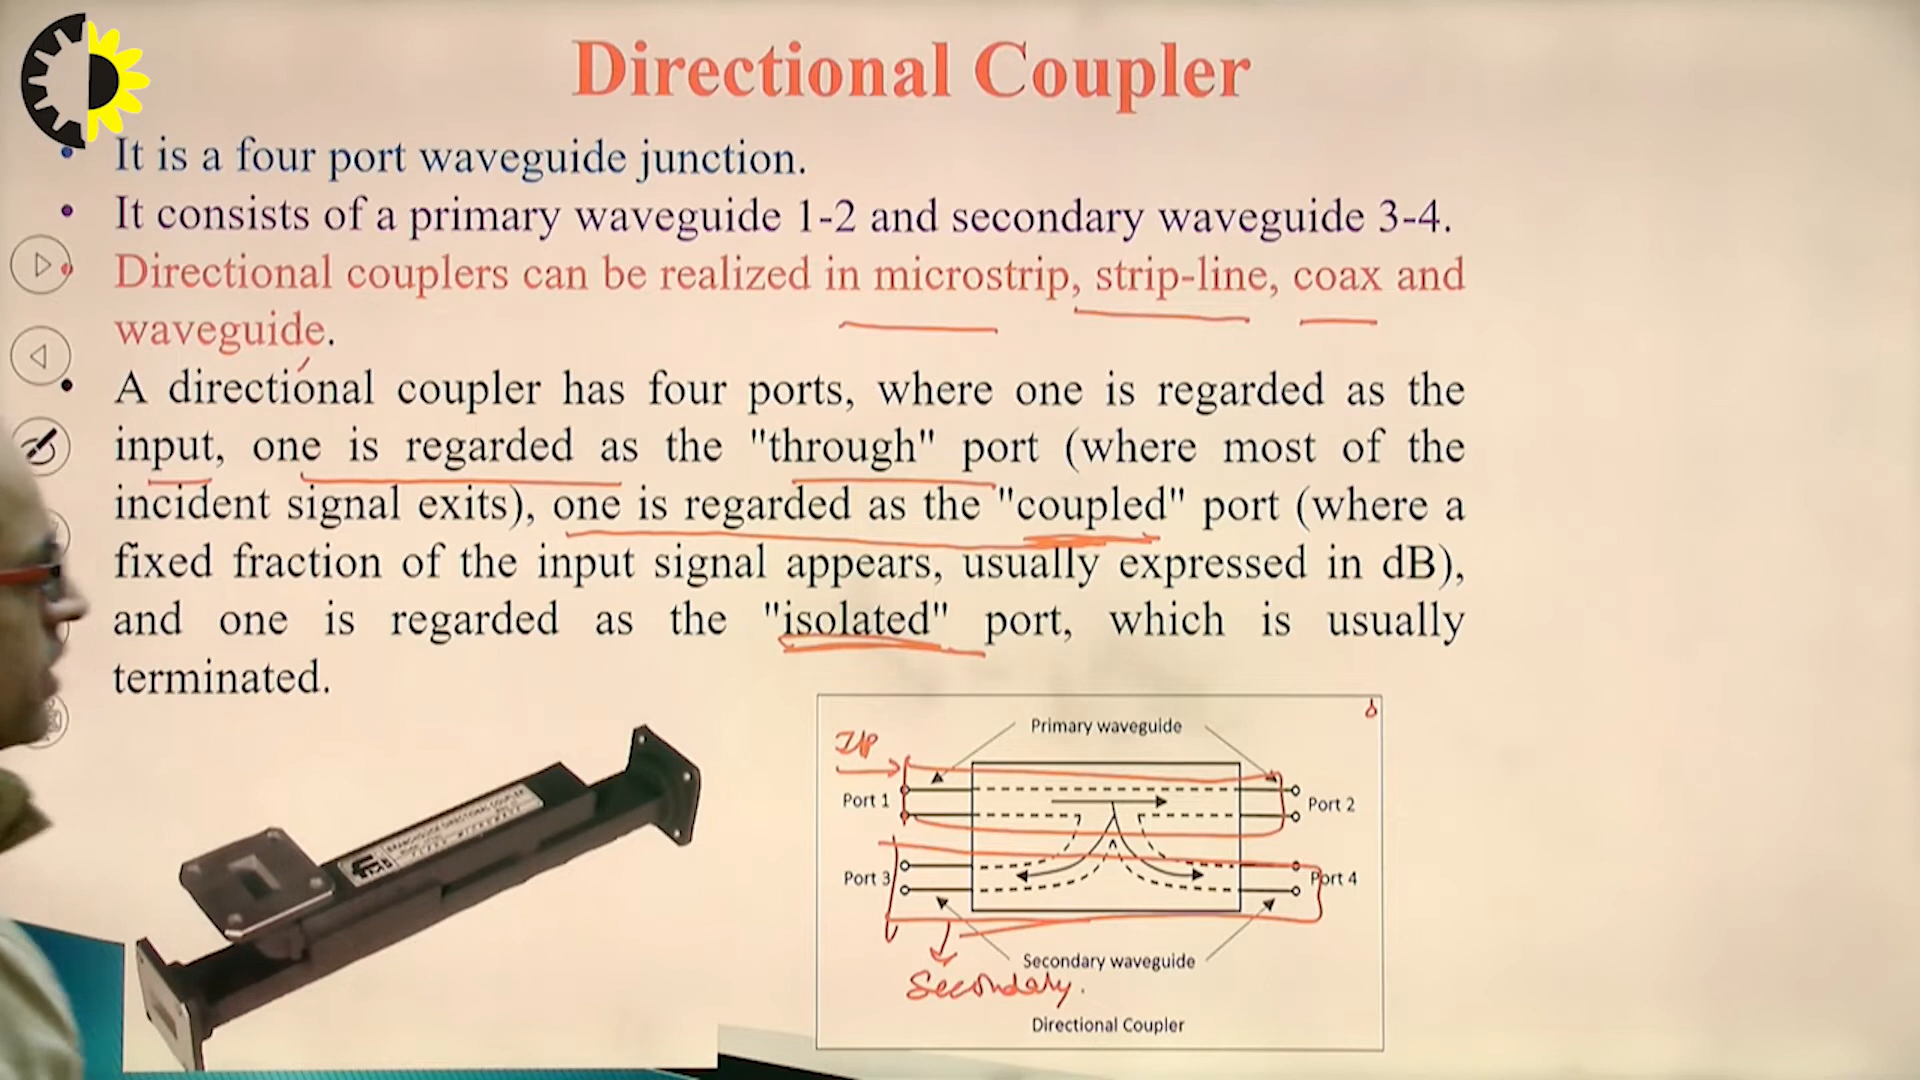 Directional Coupler
• It is a four port waveguide junction.
• It consists of a primary waveguide 1-2 and secondary waveguide 3-4.
• Directional couplers can be realized in microstrip, strip-line, coax and
waveguide.
• A directional coupler has four ports, where one is regarded as the
input, one is regarded as the "through" port (where most of the
incident signal exits), one is regarded as the "coupled" port (where a
fixed fraction of the input signal appears, usually expressed in dB),
and one is regarded as the "isolated" port, which is usually
terminated.
Primary waveguide
I/P
Port 1
Port 2
Port 3
Port 4
Secondary waveguide
Secondary.
Directional Coupler